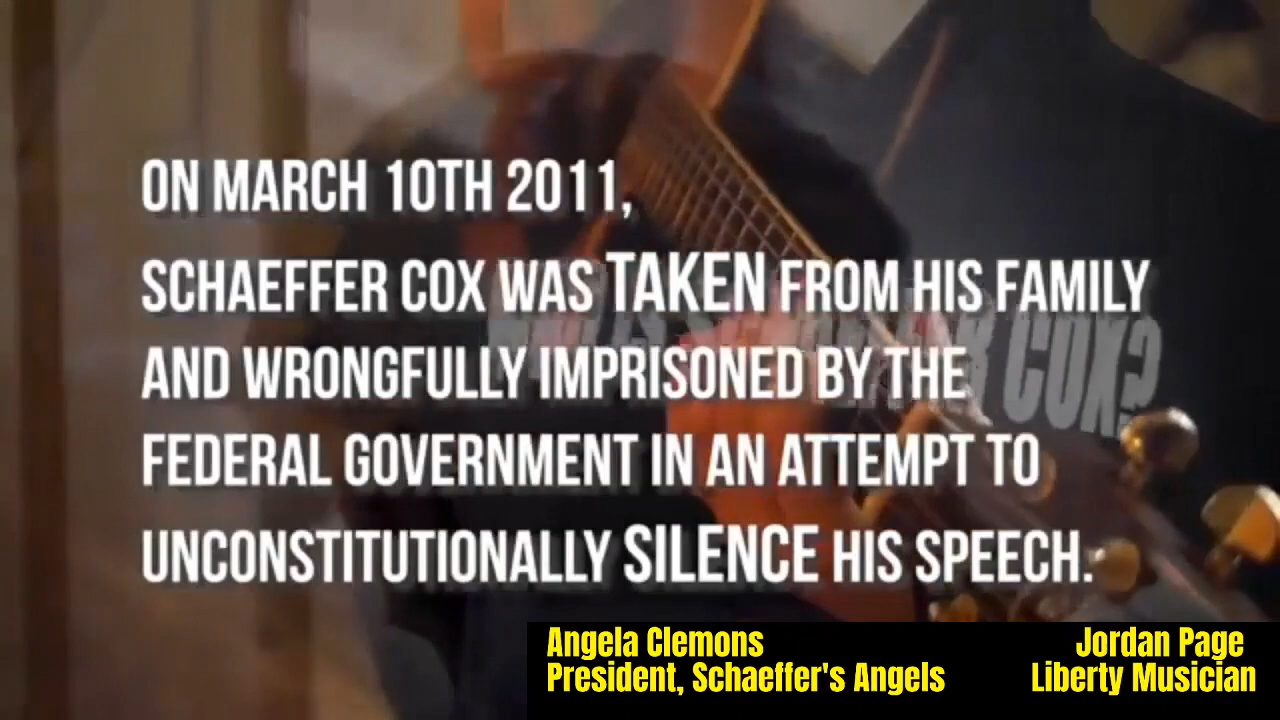 ON MARCH 10TH 2011,
SCHAEFFER COX WAS TAKEN FROM HIS FAMILY
AND WRONGFULLY IMPRISONED BY THE
FEDERAL GOVERNMENT IN AN ATTEMPT TO
UNCONSTITUTIONALLY SILENCE HIS SPEECH.
COX?
Angela Clemons
President, Schaeffer's Angels
Jordan Page
Liberty Musician